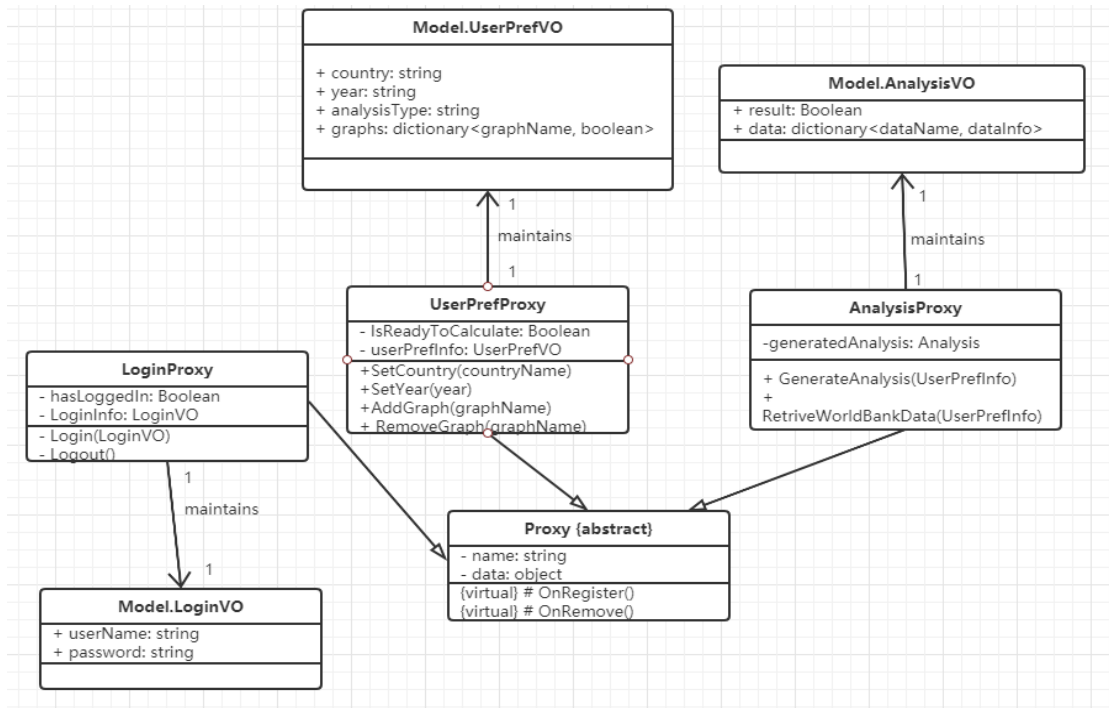 Model.UserPrefVO
+ country: string
+ year: string
+ analysisType: string
+ graphs: dictionary<graphName, boolean>
Model.AnalysisVO
+ result: Boolean
+ data: dictionary<dataName, dataInfo>
1
maintains
1
1
maintains
1
UserPrefProxy
- IsReadyToCalculate: Boolean
- userPrefInfo: UserPrefVO
+SetCountry(countryName)
+SetYear(year)
+AddGraph(graphName)
+ RemoveGraph(graphName)
AnalysisProxy
-generatedAnalysis: Analysis
+ GenerateAnalysis(UserPrefInfo)
+
RetriveWorldBankData(UserPrefInfo)
LoginProxy
- hasLoggedIn: Boolean
- LoginInfo: LoginVO
- Login(LoginVO)
- Logout()
1
maintains
1
Proxy {abstract}
- name: string
- data: object
{virtual} # OnRegister()
{virtual} # OnRemove()
Model.LoginVO
+ userName: string
+ password: string